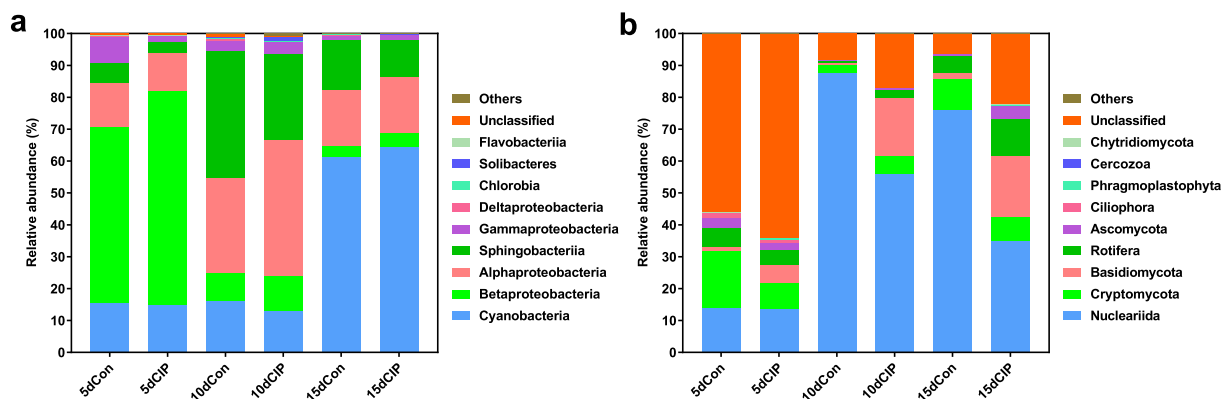 a
Relative abundance (%)
100
90
80
70
60
50
40
30
20
10
0
5dCon
5dCIP
10dCon
10dCIP
15dCon
15dCIP
Others
Unclassified
Flavobacteriia
Solibacteres
Chlorobia
Deltaproteobacteria
Gammaproteobacteria
Sphingobacteriia
Alphaproteobacteria
Betaproteobacteria
Cyanobacteria
b
Relative abundance (%)
100
90
80
70
60
50
40
30
20
10
0
5dCon
5dCIP
10dCon
10dCIP
15dCon
15dCIP
Others
Unclassified
Chytridiomycota
Cercozoa
Phragmoplastophyta
Ciliophora
Ascomycota
Rotifera
Basidiomycota
Cryptomycota
Nucleariida